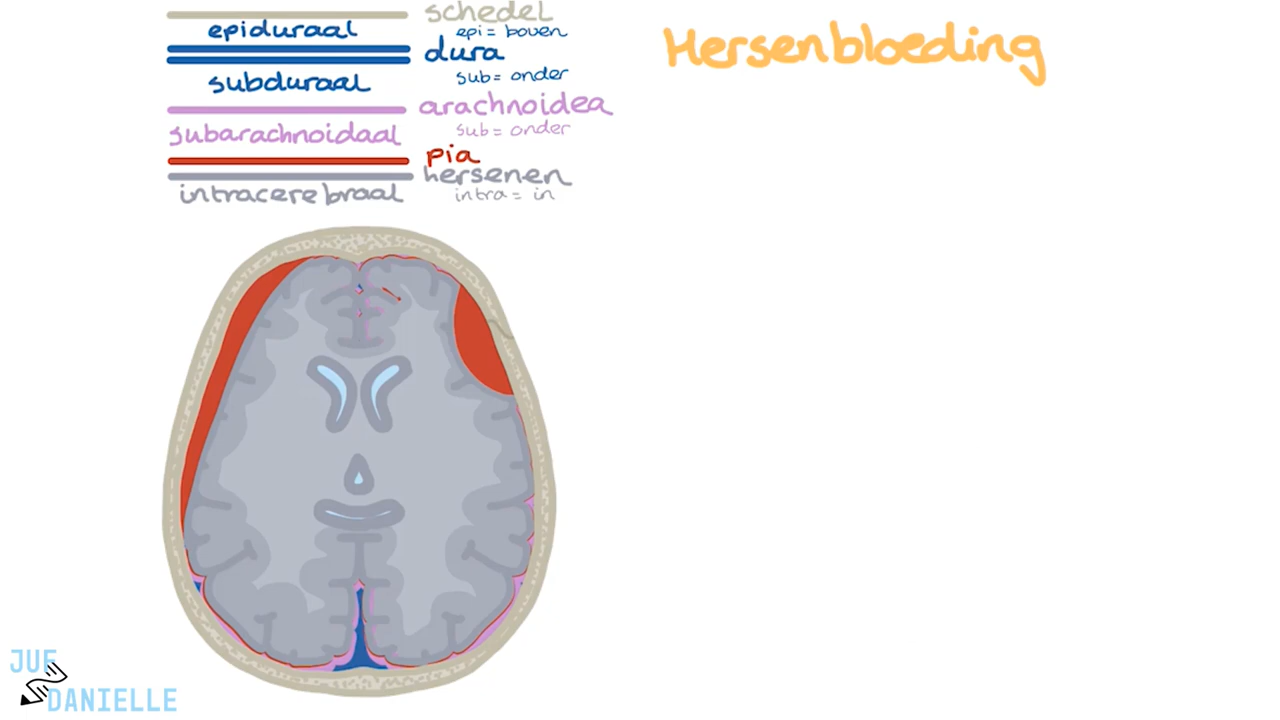 schedel
epiduraal
epi = boven
dura
subduraal
sub = onder
arachnoidea
subarachnoidaal
sub = onder
pia
hersenen
intracerebraal
intra = in
Hersenbloeding
JUF
DANIELLE